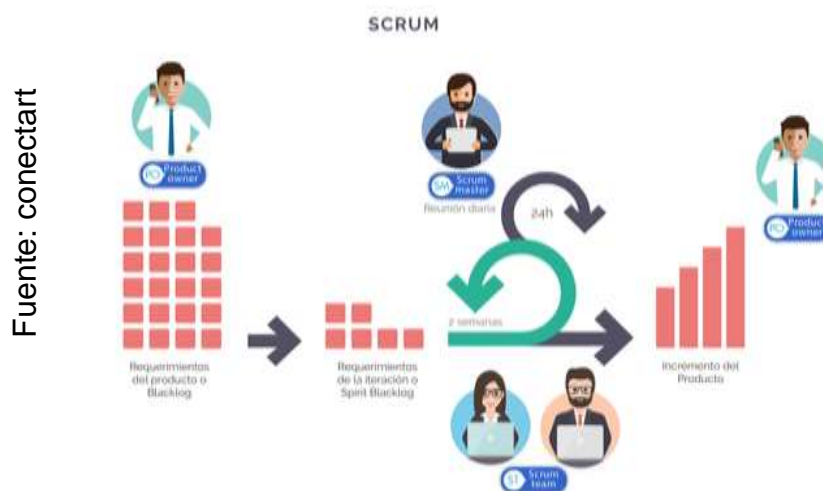 SCRUM
Fuente: conectart
PO Product
owner
SM Scrum
master
Reunión diaria
24h
PO Product
owner
2 semanas
Requerimientos
del producto o
Blacklog
Requerimientos
de la iteración o
Spirit Blacklog
Incremento del
Producto
ST Scrum
team